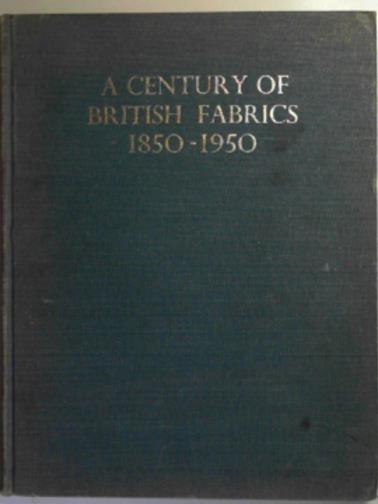 A CENTURY OF
BRITISH FABRICS
1850-1950